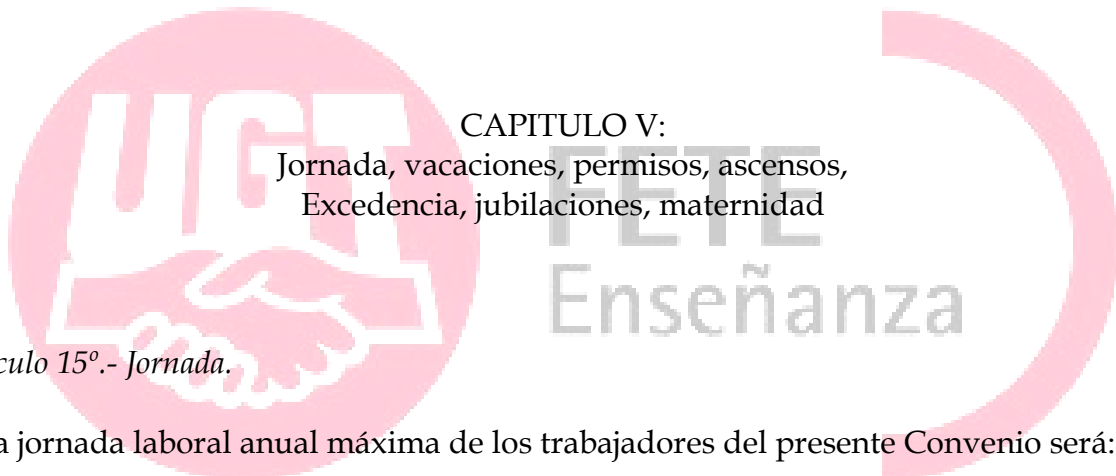 CAPITULO V:
Jornada, vacaciones, permisos, ascensos,
Excedencia, jubilaciones, maternidad
UGT
FETE
Enseñanza
culo 15º.- Jornada.
a jornada laboral anual máxima de los trabajadores del presente Convenio será: